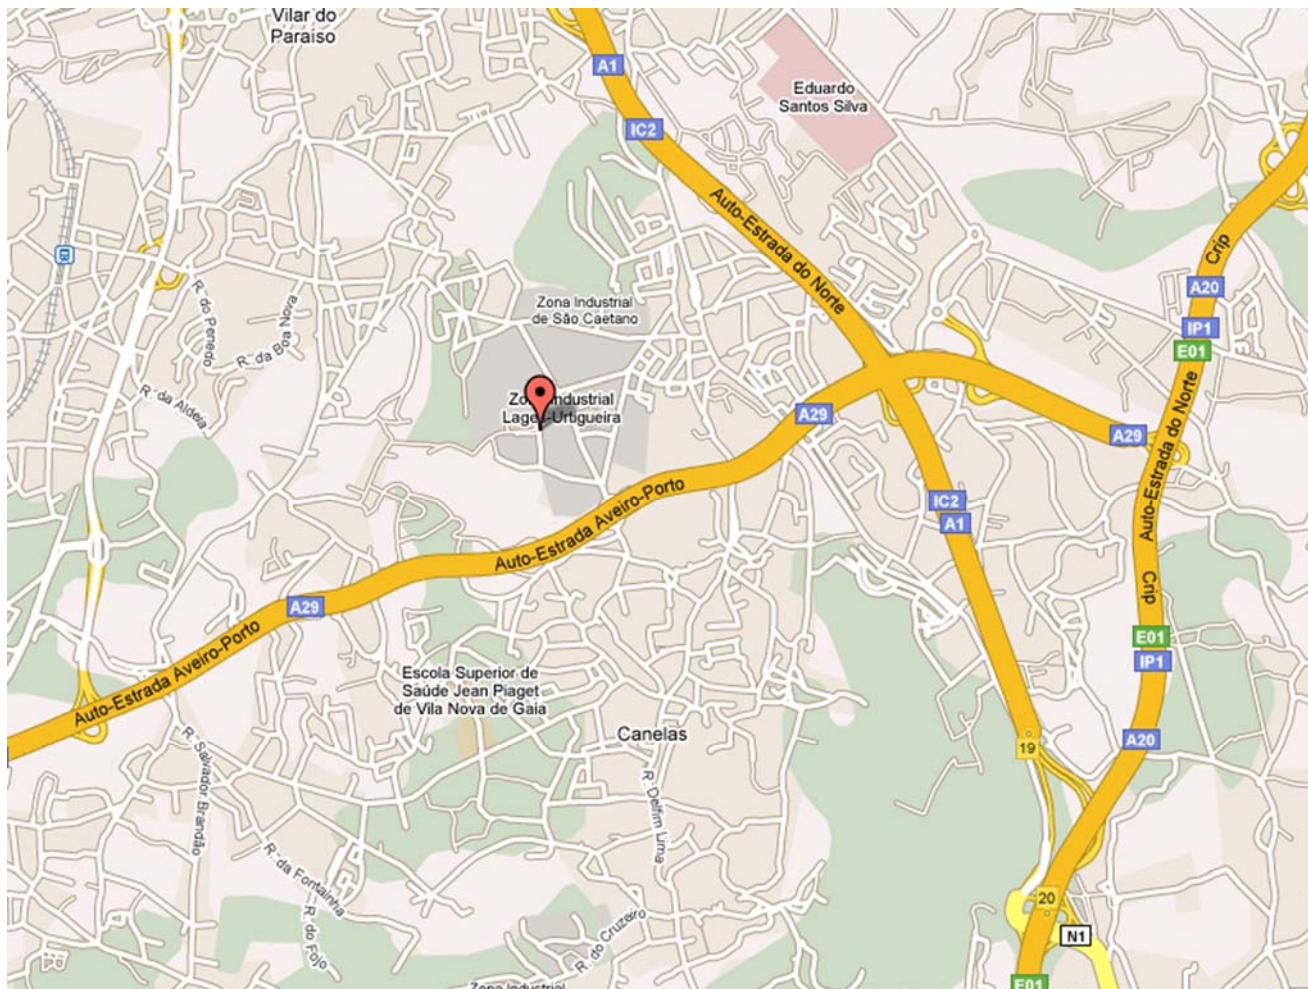 Vilar do
Paraiso
A1
Eduardo
Santos Silva
IC2
Auto-Estrada do Norte
Crip
A20
IP1
E01
R. do Penedo
R. da Boa Nova
Zona Industrial
de São Caetano
R. da Aldeia
Industrial
-Urtigueira
A29
A29
Auto-Estrada do Norte
IC2
A1
Auto-Estrada Aveiro-Porto
Crip
A29
E01
IP1
Auto-Estrada Aveiro-Porto
Escola Superior de
Saúde Jean Piaget
de Vila Nova de Gaia
Canelas
A20
19
R. Salvador Brandão
R. Delfim Lima
R. da Fontainha
20
R. do Fojo
R. do Cruzeiro
N1
Zona Industrial
E01